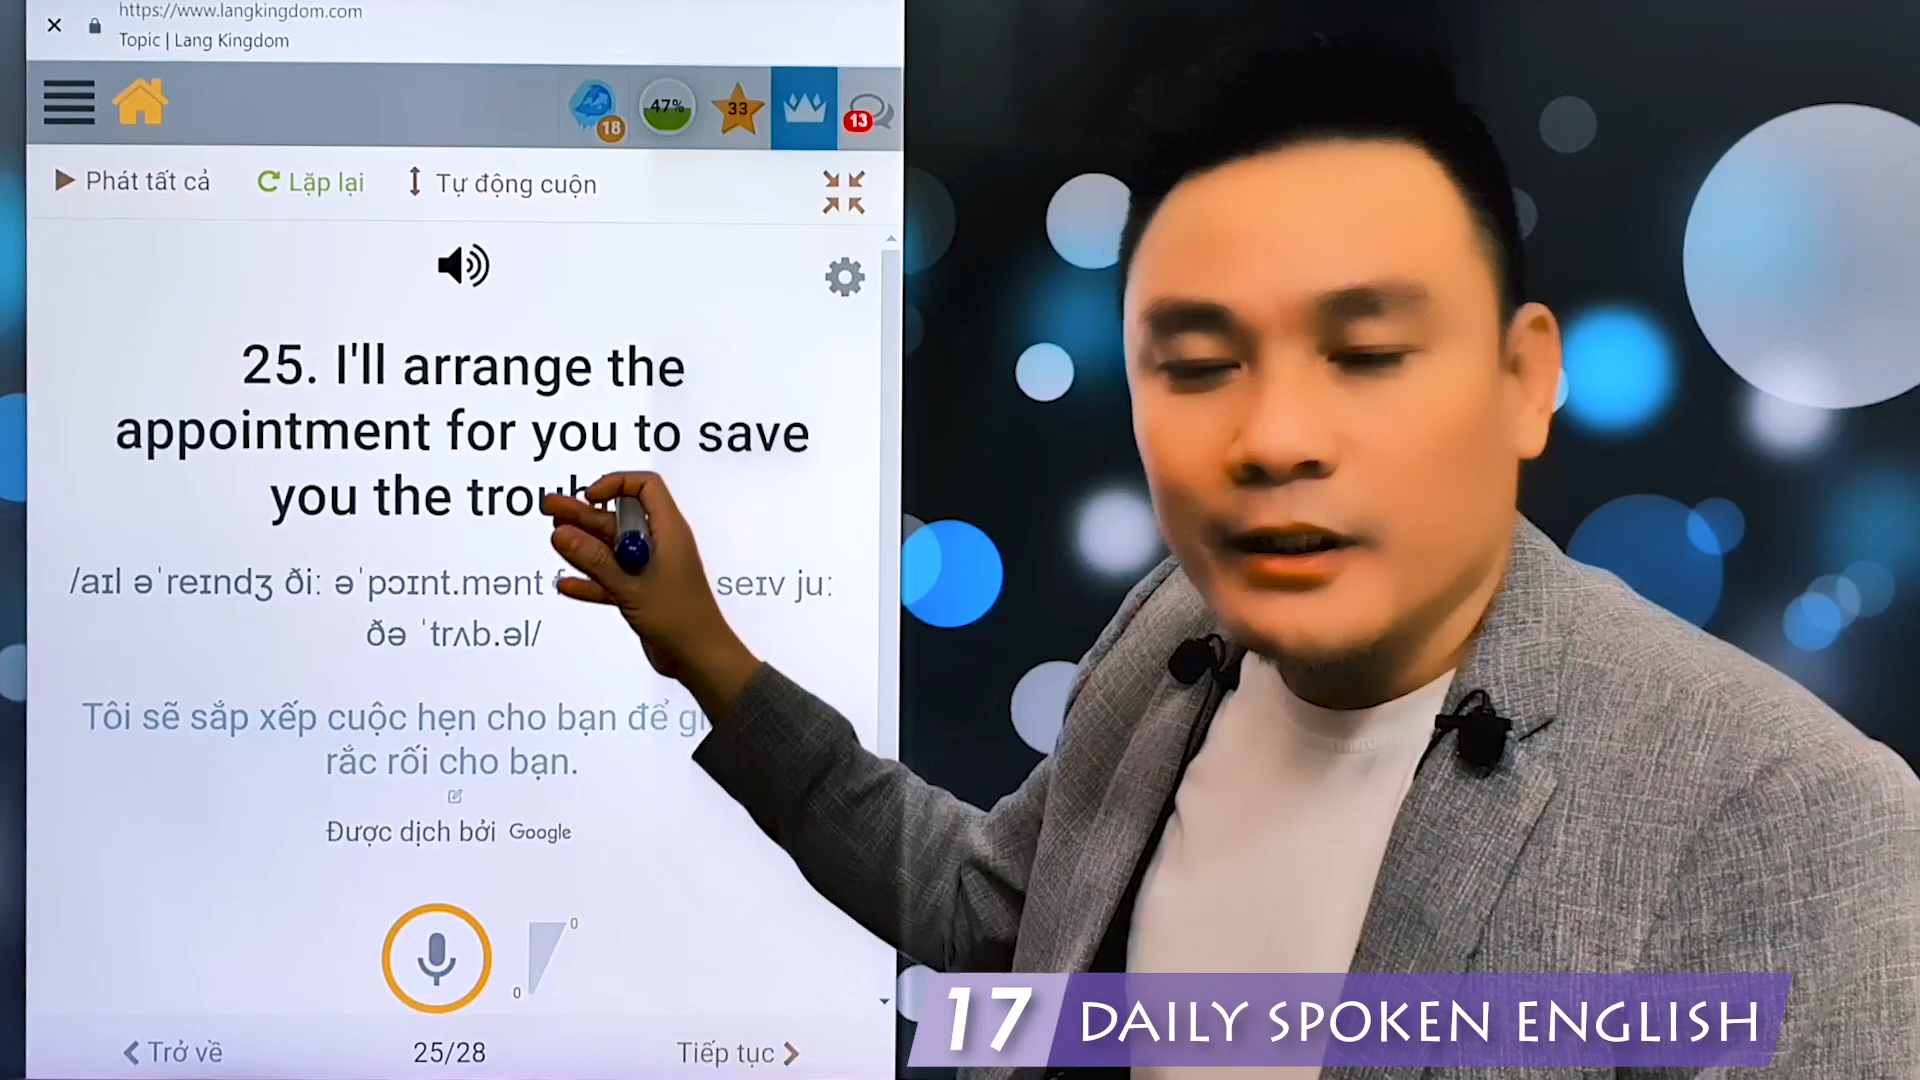 https://www.langkingdom.com
Topic | Lang Kingdom
18
47%
33
13
Phát tất cả
Lặp lại
Tự động cuộn
25. I'll arrange the
appointment for you to save
you the
/aɪl əˈreɪndʒ ðiː əˈpɔɪnt.mənt seɪv juː
ðə ˈtrʌb.əl/
Tôi sẽ sắp xếp cuộc hẹn cho bạn để
rắc rối cho bạn.
Được dịch bởi Google
0
0
Trở về
25/28
Tiếp tục
17 DAILY SPOKEN ENGLISH